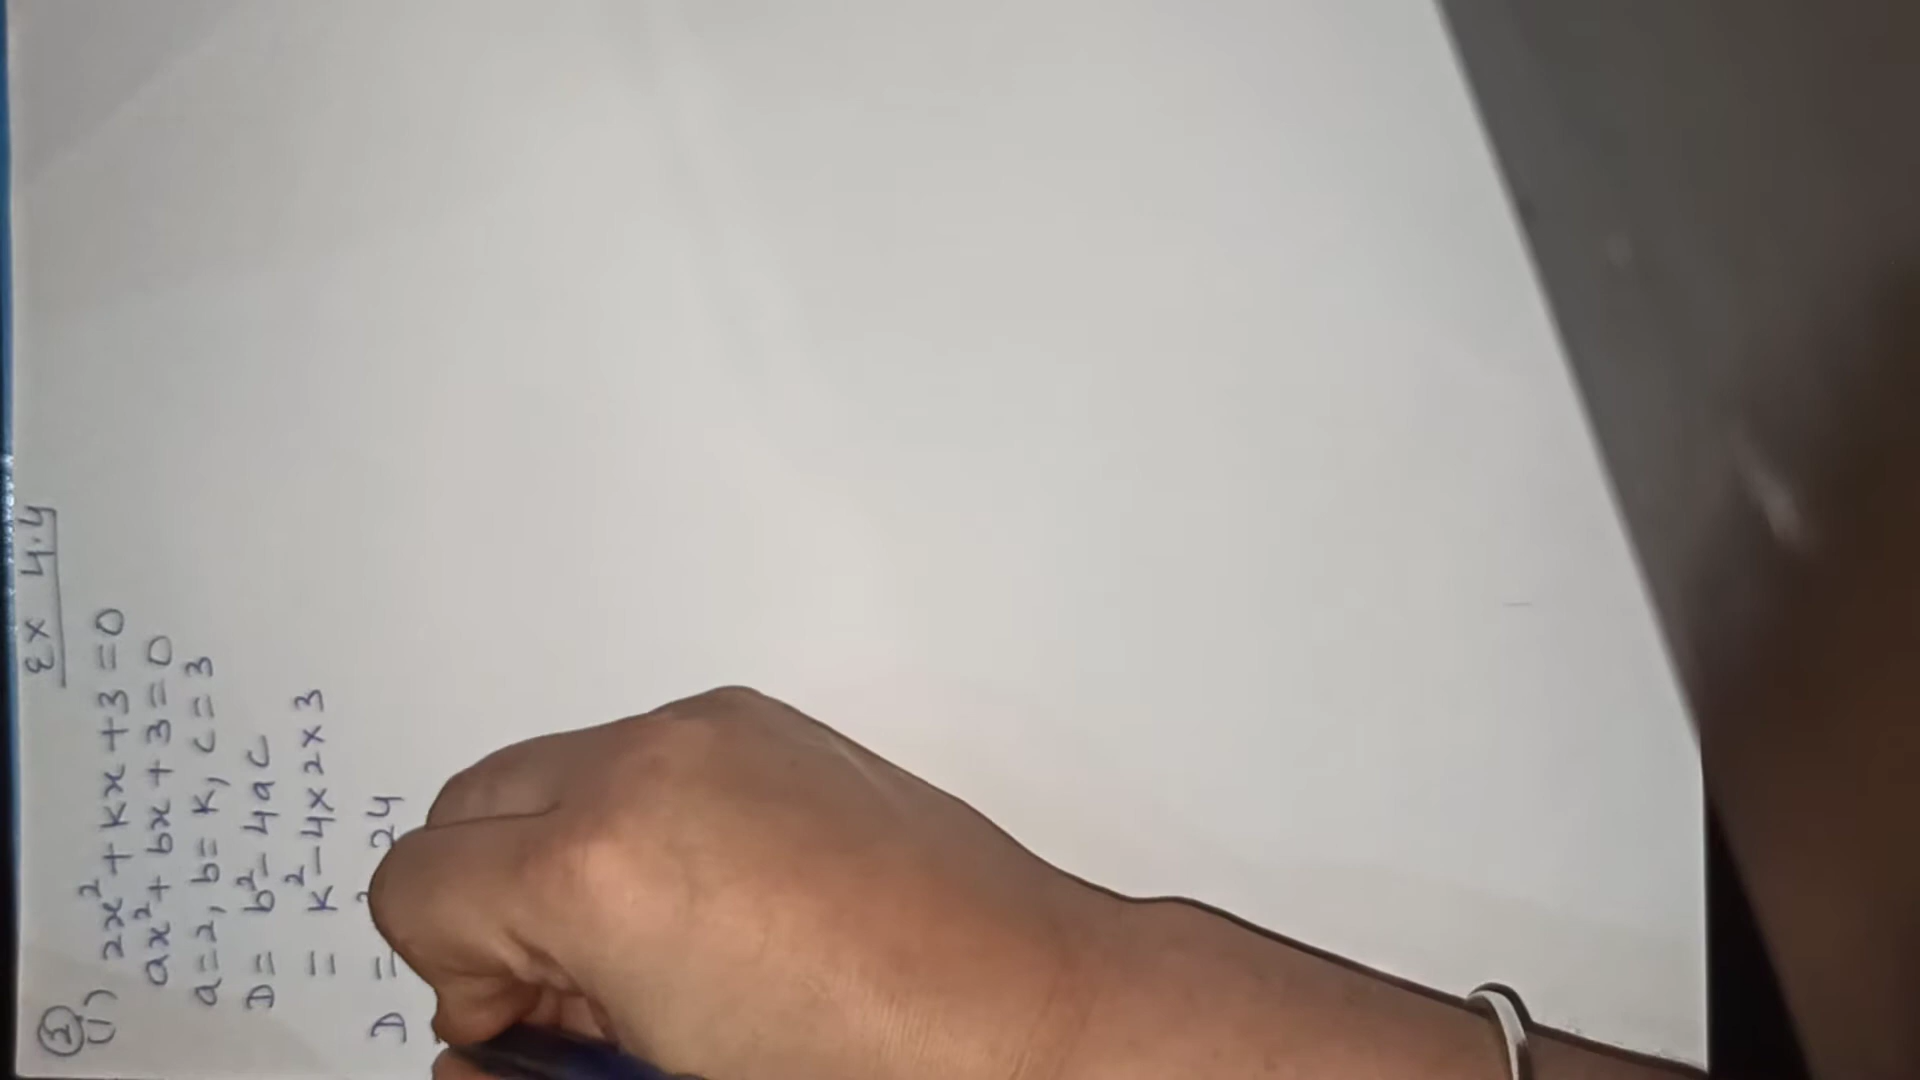 Ex 4.4
②
(i) 2x² + kx + 3 = 0
ax² + bx + 3 = 0
a = 2, b = k, c = 3
D = b² - 4ac
= k² - 4 x 2 x 3
D = 24